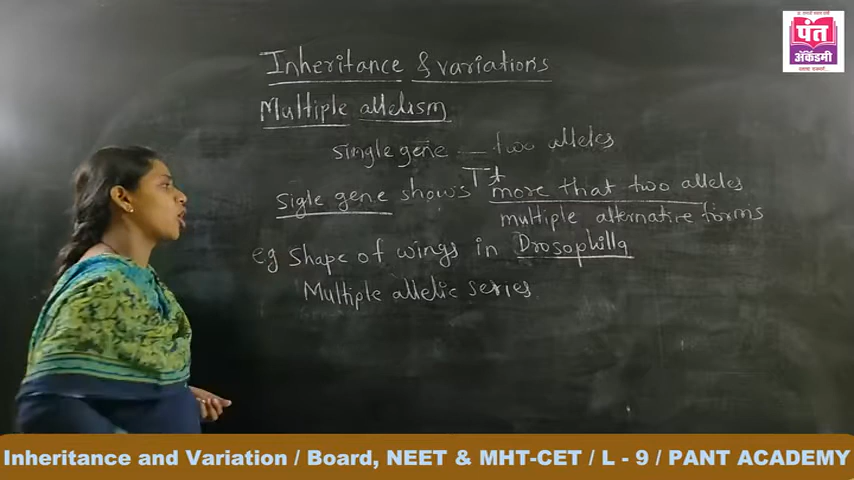 पंत
अ‍ॅकॅडमी
Inheritance & variations
Multiple allelism
single gene — two alleles
T t
Sigle gene shows more that two alleles
multiple alternative forms
eg Shape of wings in Drosophilla
Multiple allelic series
Inheritance and Variation / Board, NEET & MHT-CET / L - 9 / PANT ACADEMY